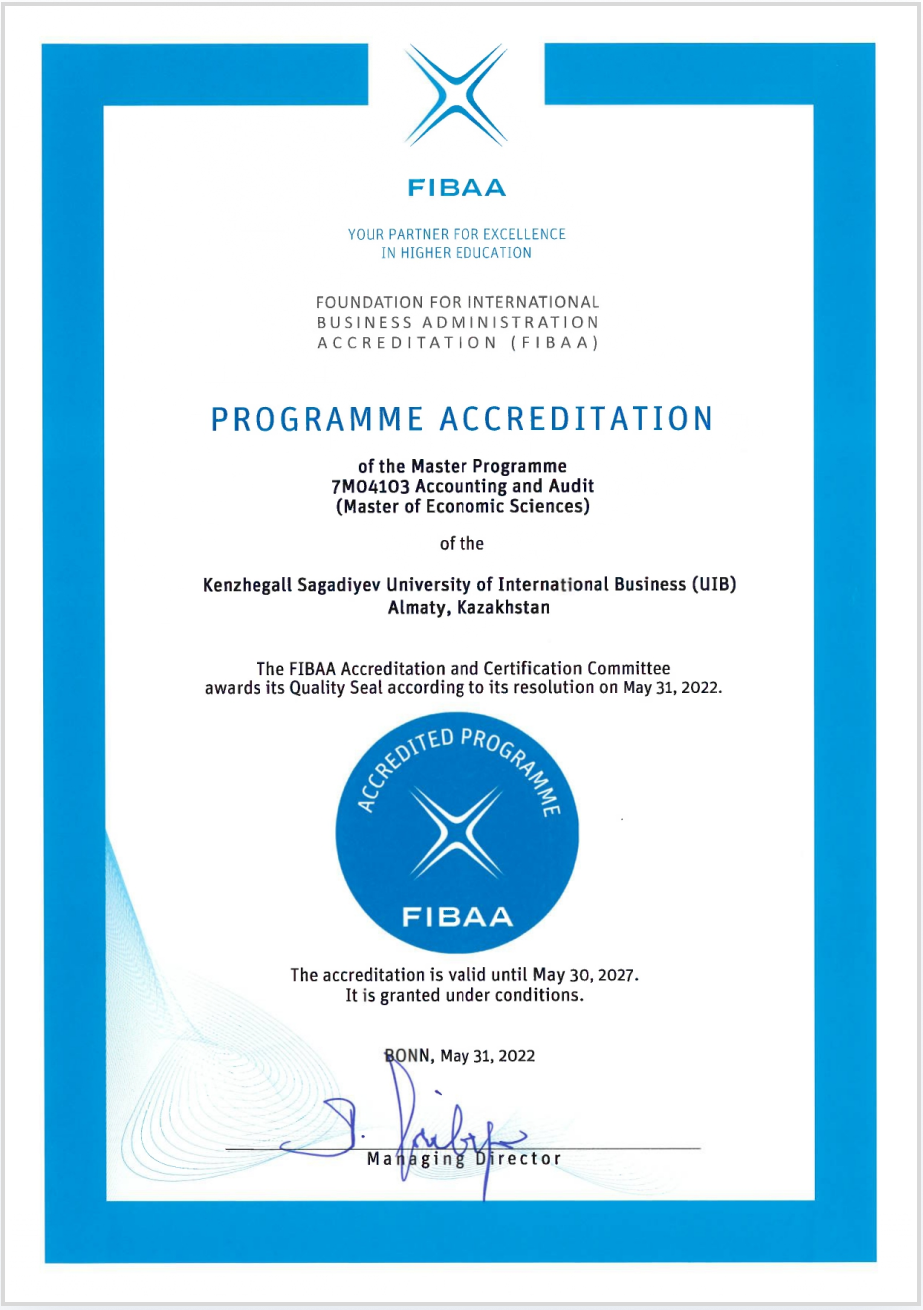 FIBAA
YOUR PARTNER FOR EXCELLENCE
IN HIGHER EDUCATION
FOUNDATION FOR INTERNATIONAL
BUSINESS ADMINISTRATION
ACCREDITATION (FIBAA)
PROGRAMME ACCREDITATION
of the Master Programme
7M04103 Accounting and Audit
(Master of Economic Sciences)
of the
Kenzhegali Sagadiyev University of International Business (UIB)
Almaty, Kazakhstan
The FIBAA Accreditation and Certification Committee
awards its Quality Seal according to its resolution on May 31, 2022.
ACCREDITED PROGRAMME
FIBAA
The accreditation is valid until May 30, 2027.
It is granted under conditions.
BONN, May 31, 2022
Managing Director